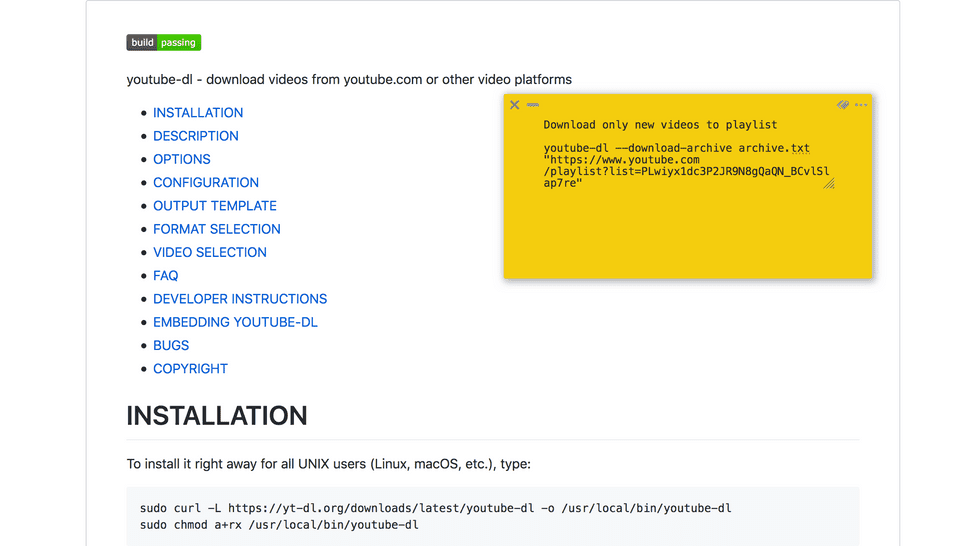 build passing
youtube-dl - download videos from youtube.com or other video platforms
INSTALLATION
DESCRIPTION
OPTIONS
CONFIGURATION
OUTPUT TEMPLATE
FORMAT SELECTION
VIDEO SELECTION
FAQ
DEVELOPER INSTRUCTIONS
EMBEDDING YOUTUBE-DL
BUGS
COPYRIGHT
Download only new videos to playlist
youtube-dl --download-archive archive.txt
"https://www.youtube.com
/playlist?list=PLwiyx1dc3P2JR9N8gQaQN_BCvlSl
ap7re"
INSTALLATION
To install it right away for all UNIX users (Linux, macOS, etc.), type:
sudo curl -L https://yt-dl.org/downloads/latest/youtube-dl -o /usr/local/bin/youtube-dl
sudo chmod a+rx /usr/local/bin/youtube-dl